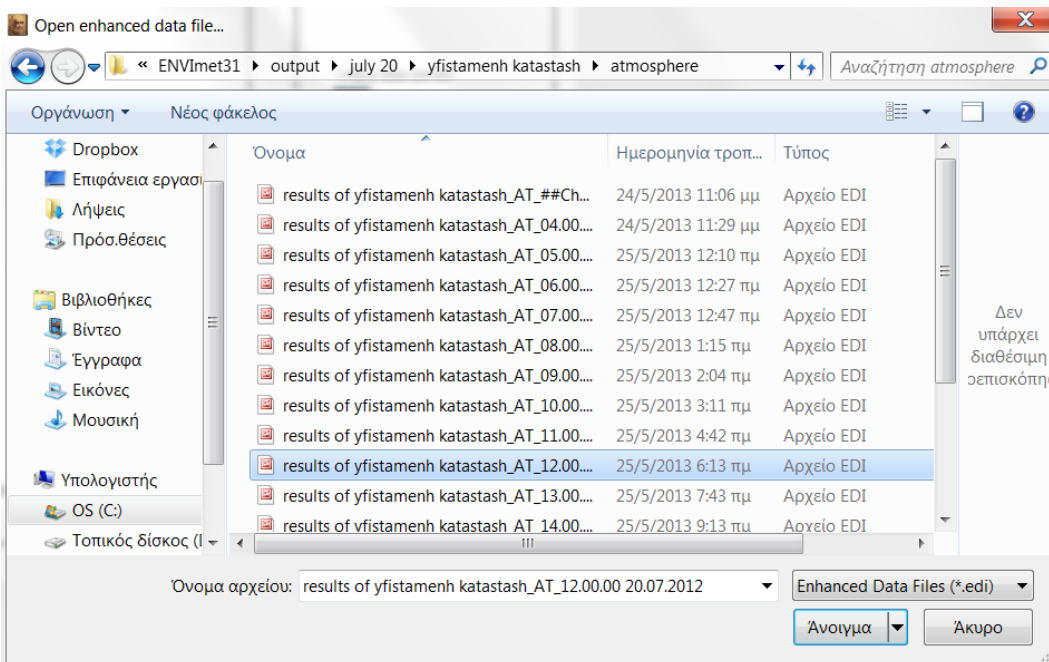 Open enhanced data file...
« ENVImet31 ▸ output ▸ july 20 ▸ yfistamenh katastash ▸ atmosphere
Αναζήτηση atmosphere
Οργάνωση Νέος φάκελος
Dropbox
Επιφάνεια εργασι
Λήψεις
Πρόσ.θέσεις
Βιβλιοθήκες
Βίντεο
Έγγραφα
Εικόνες
Μουσική
Υπολογιστής
OS (C:)
Τοπικός δίσκος (
Όνομα Ημερομηνία τροπ... Τύπος
results of yfistamenh katastash_AT_##Ch... 24/5/2013 11:06 μμ Αρχείο EDI
results of yfistamenh katastash_AT_04.00.... 24/5/2013 11:29 μμ Αρχείο EDI
results of yfistamenh katastash_AT_05.00.... 25/5/2013 12:10 πμ Αρχείο EDI
results of yfistamenh katastash_AT_06.00.... 25/5/2013 12:27 πμ Αρχείο EDI
results of yfistamenh katastash_AT_07.00.... 25/5/2013 12:47 πμ Αρχείο EDI
results of yfistamenh katastash_AT_08.00.... 25/5/2013 1:15 πμ Αρχείο EDI
results of yfistamenh katastash_AT_09.00.... 25/5/2013 2:04 πμ Αρχείο EDI
results of yfistamenh katastash_AT_10.00.... 25/5/2013 3:11 πμ Αρχείο EDI
results of yfistamenh katastash_AT_11.00.... 25/5/2013 4:42 πμ Αρχείο EDI
results of yfistamenh katastash_AT_12.00.... 25/5/2013 6:13 πμ Αρχείο EDI
results of yfistamenh katastash_AT_13.00.... 25/5/2013 7:43 πμ Αρχείο EDI
results of yfistamenh katastash_AT_14.00.... 25/5/2013 9:13 πμ Αρχείο EDI
Δεν
υπάρχει
διαθέσιμη
οεπισκόπη
Όνομα αρχείου: results of yfistamenh katastash_AT_12.00.00 20.07.2012 Enhanced Data Files (*.edi)
Άνοιγμα Άκυρο